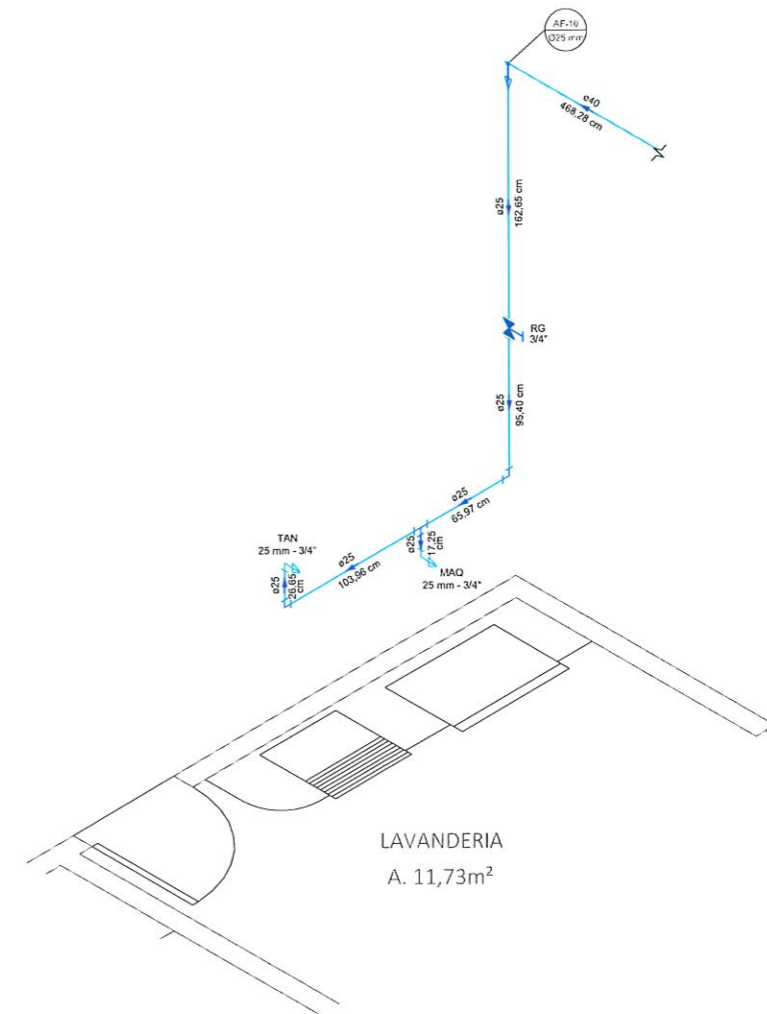 AF-10
Ø25 mm
ø40
468,28 cm
ø25
162,65 cm
RG
3/4"
ø25
95,40 cm
ø25
65,97 cm
ø25
17,25
cm
MAQ
25 mm - 3/4"
ø25
103,96 cm
TAN
25 mm - 3/4"
ø25
26,65
cm
LAVANDERIA
A. 11,73m²